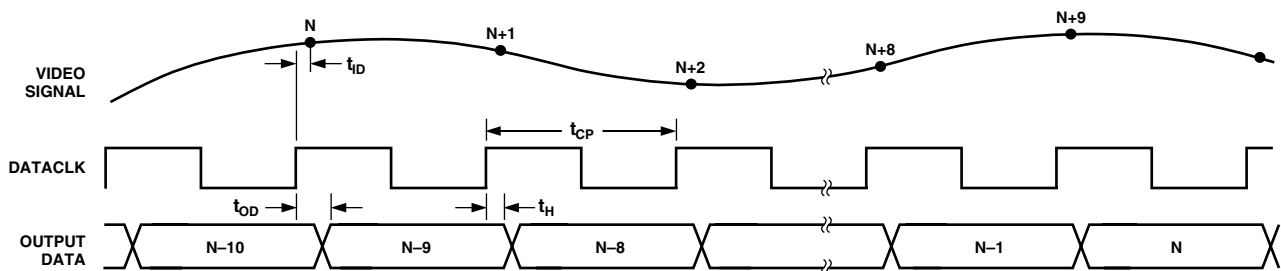 N
N+1
N+2
N+8
N+9
VIDEO
SIGNAL
tID
tCP
DATACLK
tOD
tH
OUTPUT
DATA
N–10
N–9
N–8
N–1
N